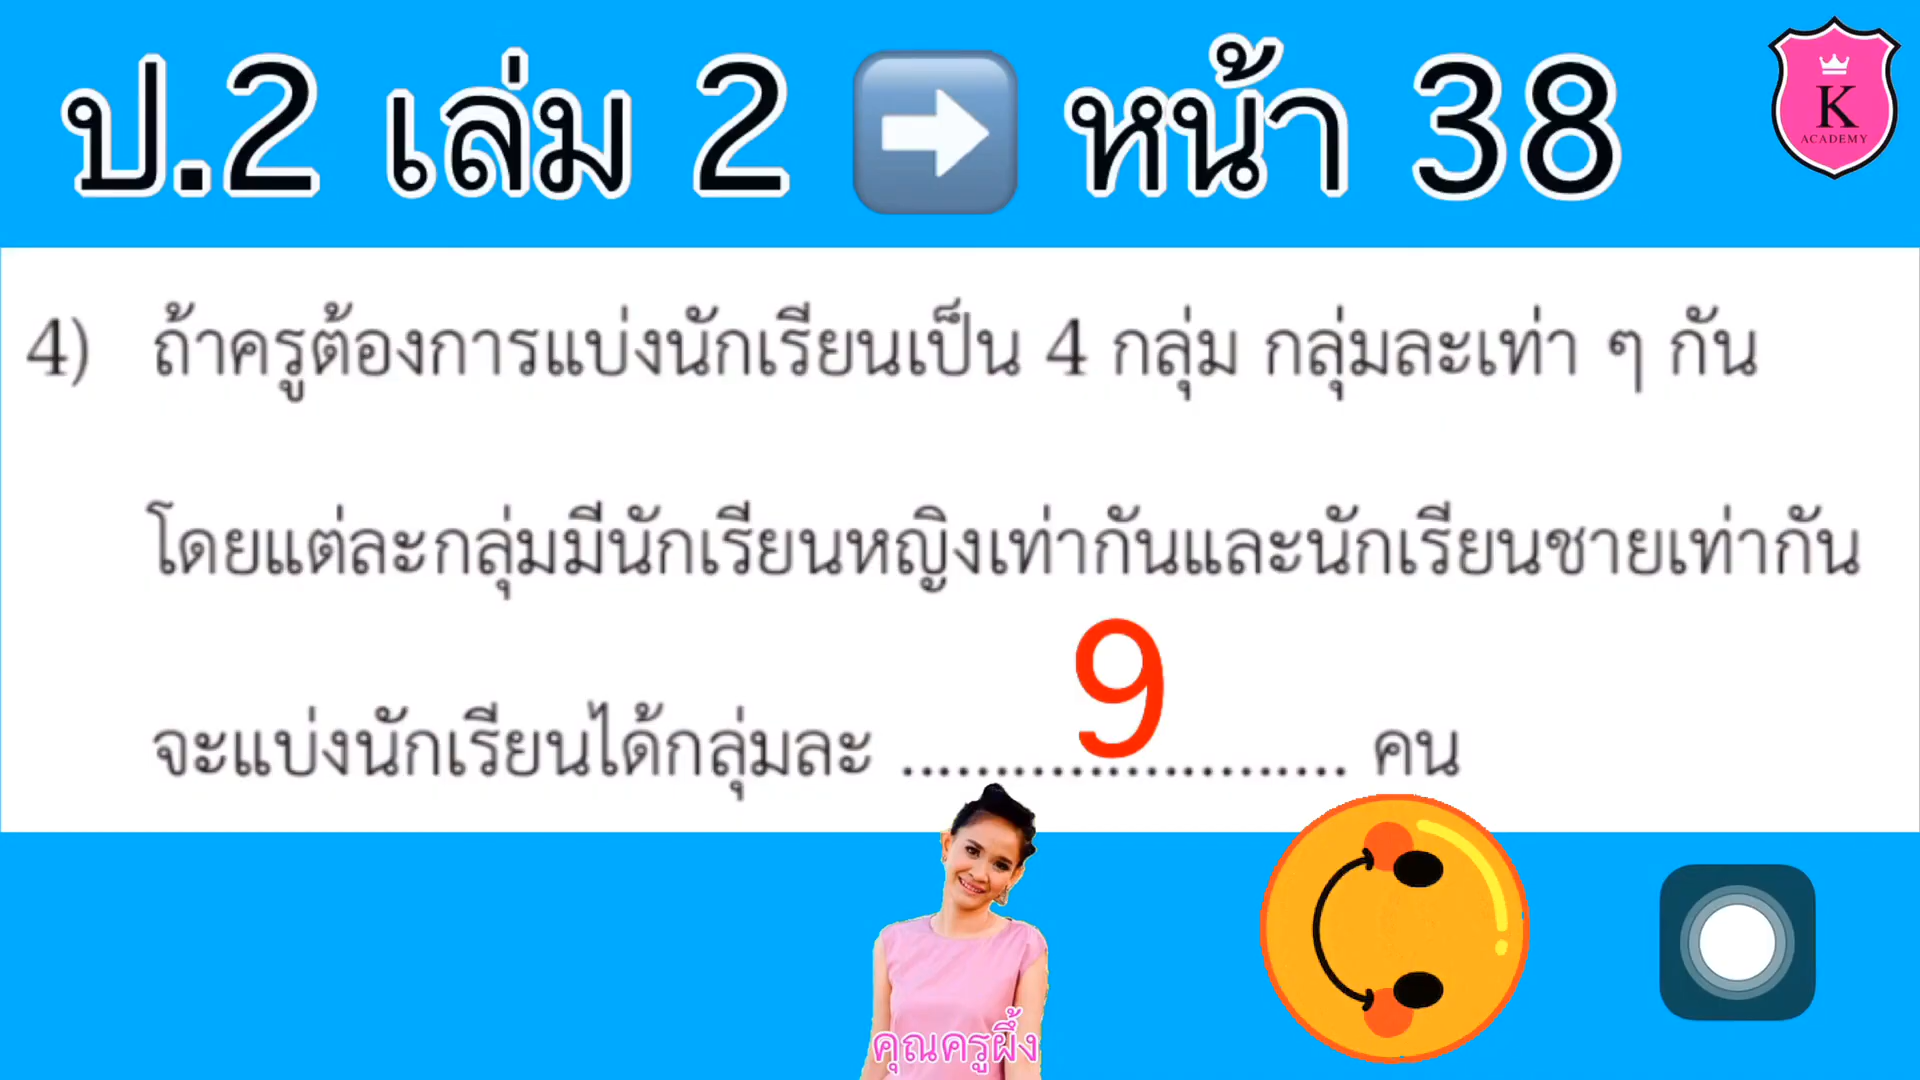 ป.2 เล่ม 2 ➡ หน้า 38
K
ACADEMY
4) ถ้าครูต้องการแบ่งนักเรียนเป็น 4 กลุ่ม กลุ่มละเท่า ๆ กัน
โดยแต่ละกลุ่มมีนักเรียนหญิงเท่ากันและนักเรียนชายเท่ากัน
จะแบ่งนักเรียนได้กลุ่มละ ........9........ คน
คุณครูผึ้ง